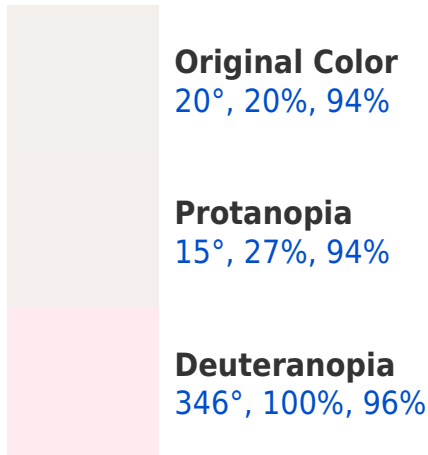 Original Color
20°, 20%, 94%
Protanopia
15°, 27%, 94%
Deuteranopia
346°, 100%, 96%